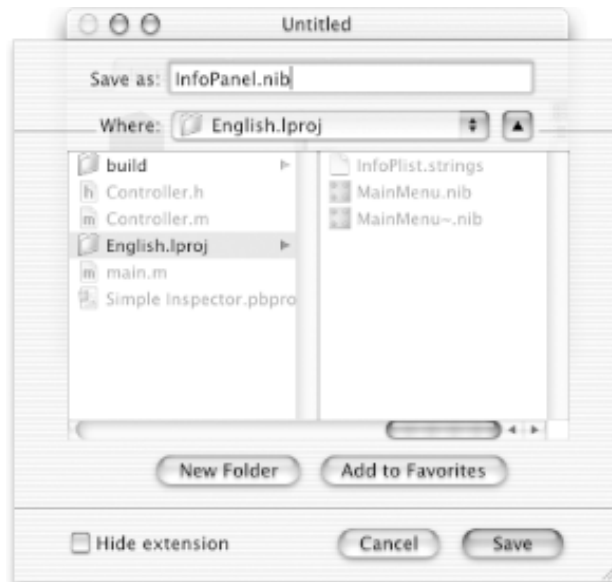 Untitled
Save as: InfoPanel.nib
Where: English.lproj
build
Controller.h
Controller.m
English.lproj
main.m
Simple Inspector.pbpro
InfoPlist.strings
MainMenu.nib
MainMenu~.nib
New Folder Add to Favorites
Hide extension Cancel Save